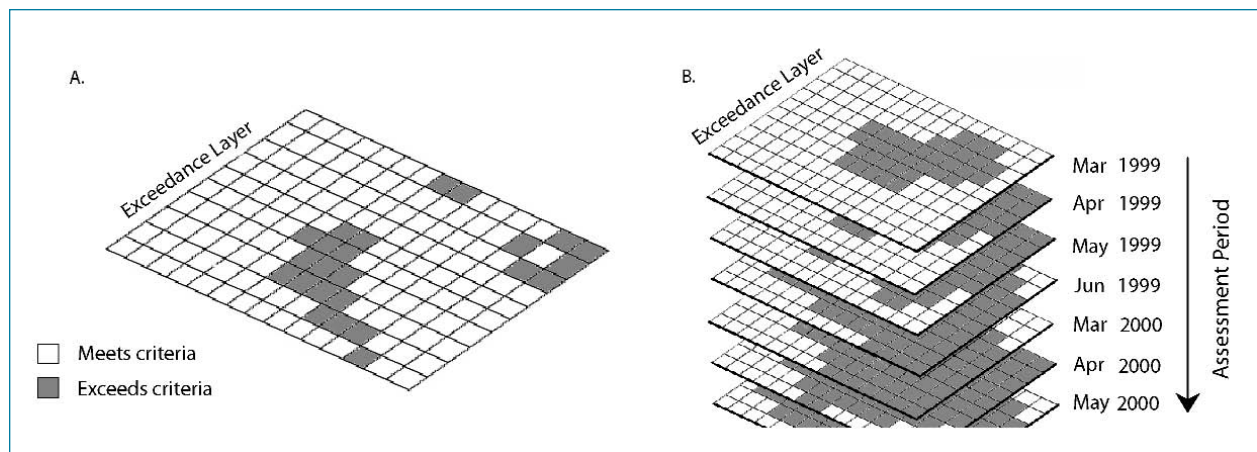 A.
Exceedance Layer
Meets criteria
Exceeds criteria
B.
Exceedance Layer
Mar 1999
Apr 1999
May 1999
Jun 1999
Mar 2000
Apr 2000
May 2000
Assessment Period